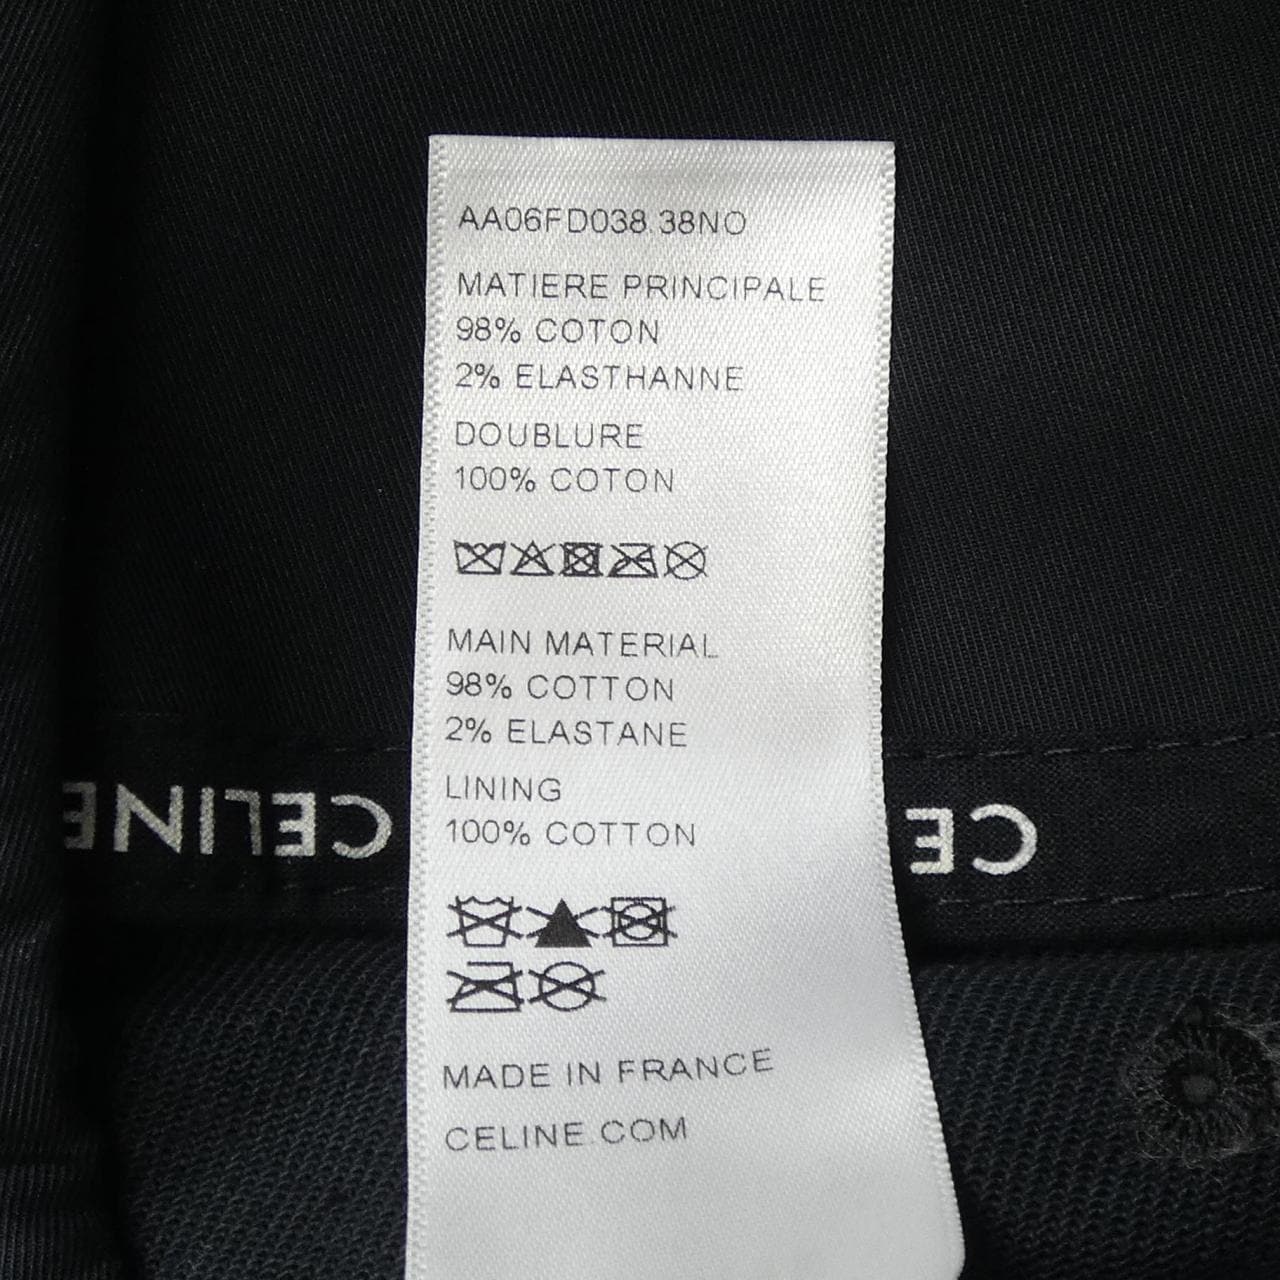 AA06FD038.38NO
MATIERE PRINCIPALE
98% COTON
2% ELASTHANNE
DOUBLURE
100% COTON
MAIN MATERIAL
98% COTTON
2% ELASTANE
LINING
100% COTTON
MADE IN FRANCE
CELINE.COM
CELINE
CE